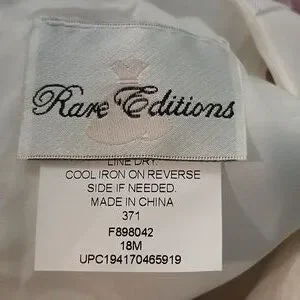 Rare Editions
LINE DRY.
COOL IRON ON REVERSE
SIDE IF NEEDED.
MADE IN CHINA
371
F898042
18M
UPC194170465919